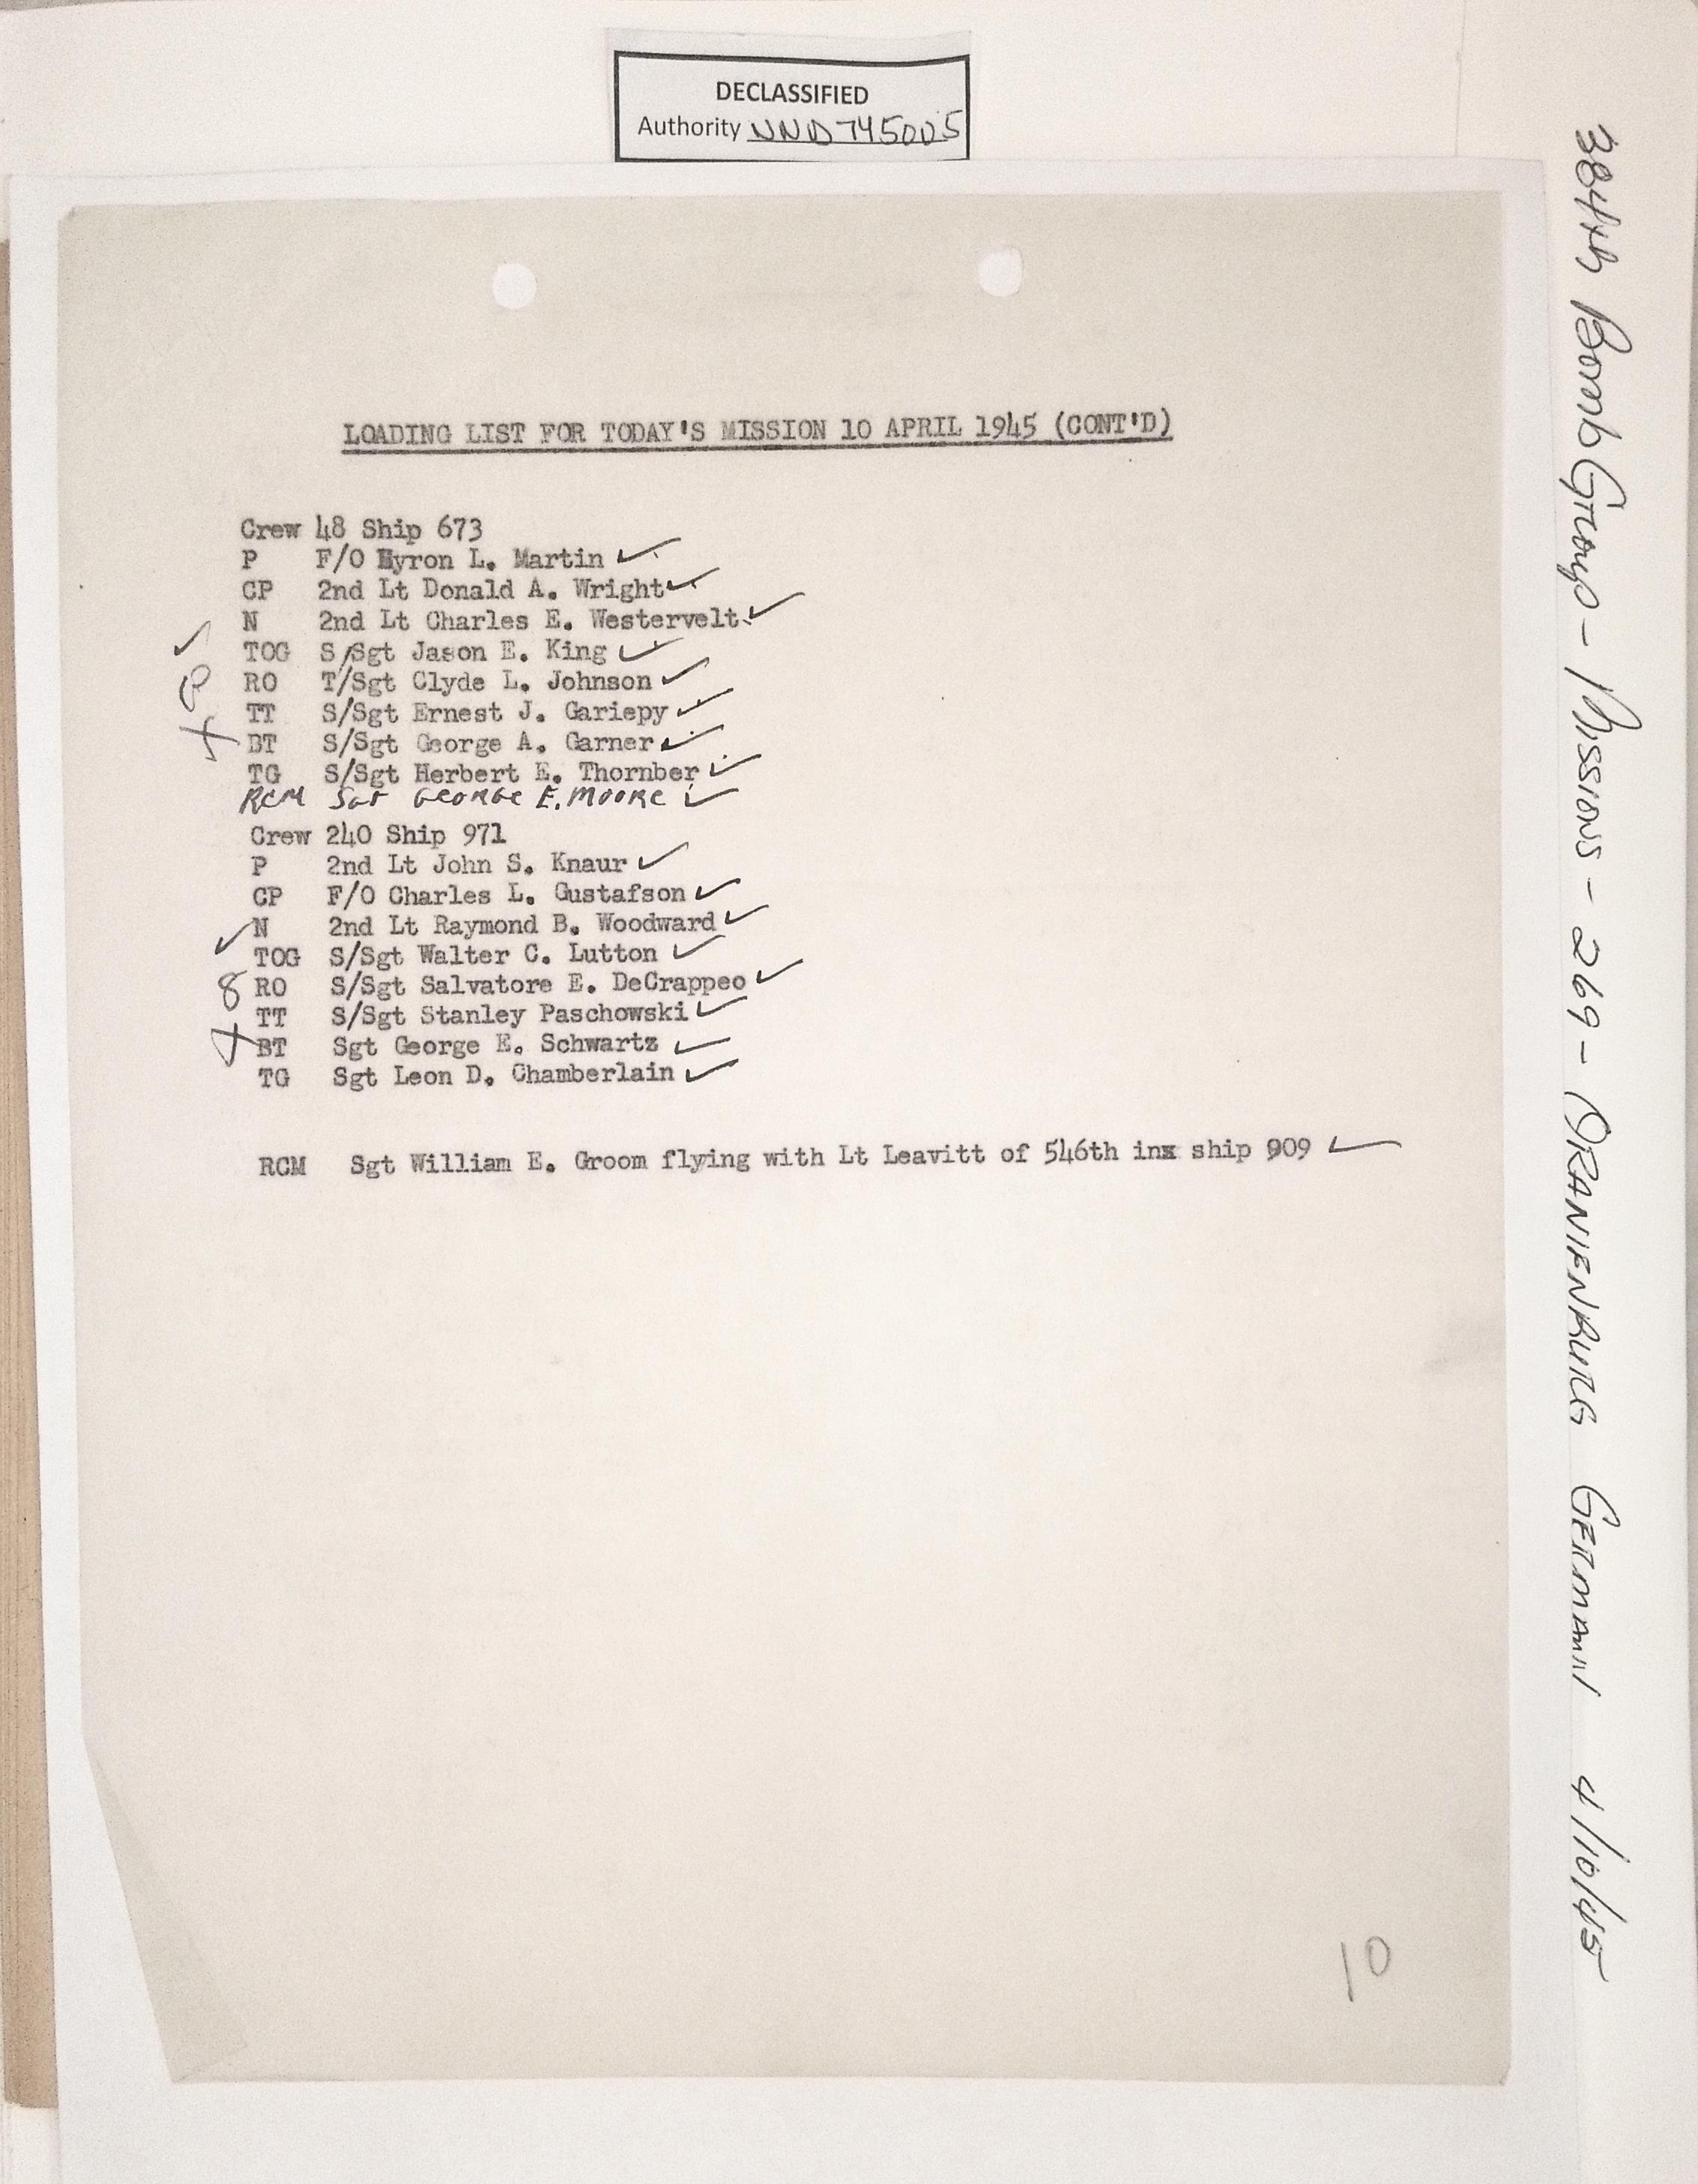 DECLASSIFIED
Authority NND 745005
LOADING LIST FOR TODAY'S MISSION 10 APRIL 1945 (CONT'D)
Crew 48 Ship 673
P F/O Hyron L. Martin ✓
CP 2nd Lt Donald A. Wright ✓
N 2nd Lt Charles E. Westervelt. ✓
✓ TOG S/Sgt Jason E. King ✓
RO T/Sgt Clyde L. Johnson ✓
TT S/Sgt Ernest J. Gariepy ✓
BT S/Sgt George A. Garner ✓
TG S/Sgt Herbert E. Thornber ✓
RCM Sgt GEORGE E. MOORE ✓
Crew 240 Ship 971
P 2nd Lt John S. Knaur ✓
CP F/O Charles L. Gustafson ✓
✓ N 2nd Lt Raymond B. Woodward ✓
TOG S/Sgt Walter C. Lutton ✓
8 RO S/Sgt Salvatore E. DeCrappeo ✓
TT S/Sgt Stanley Paschowski ✓
BT Sgt George E. Schwartz ✓
TG Sgt Leon D. Chamberlain ✓
RCM Sgt William E. Groom flying with Lt Leavitt of 546th inx ship 909 ✓
10
384th Bomb Group - Missions - 269 - ORANIENBURG GERMANY 4/10/45